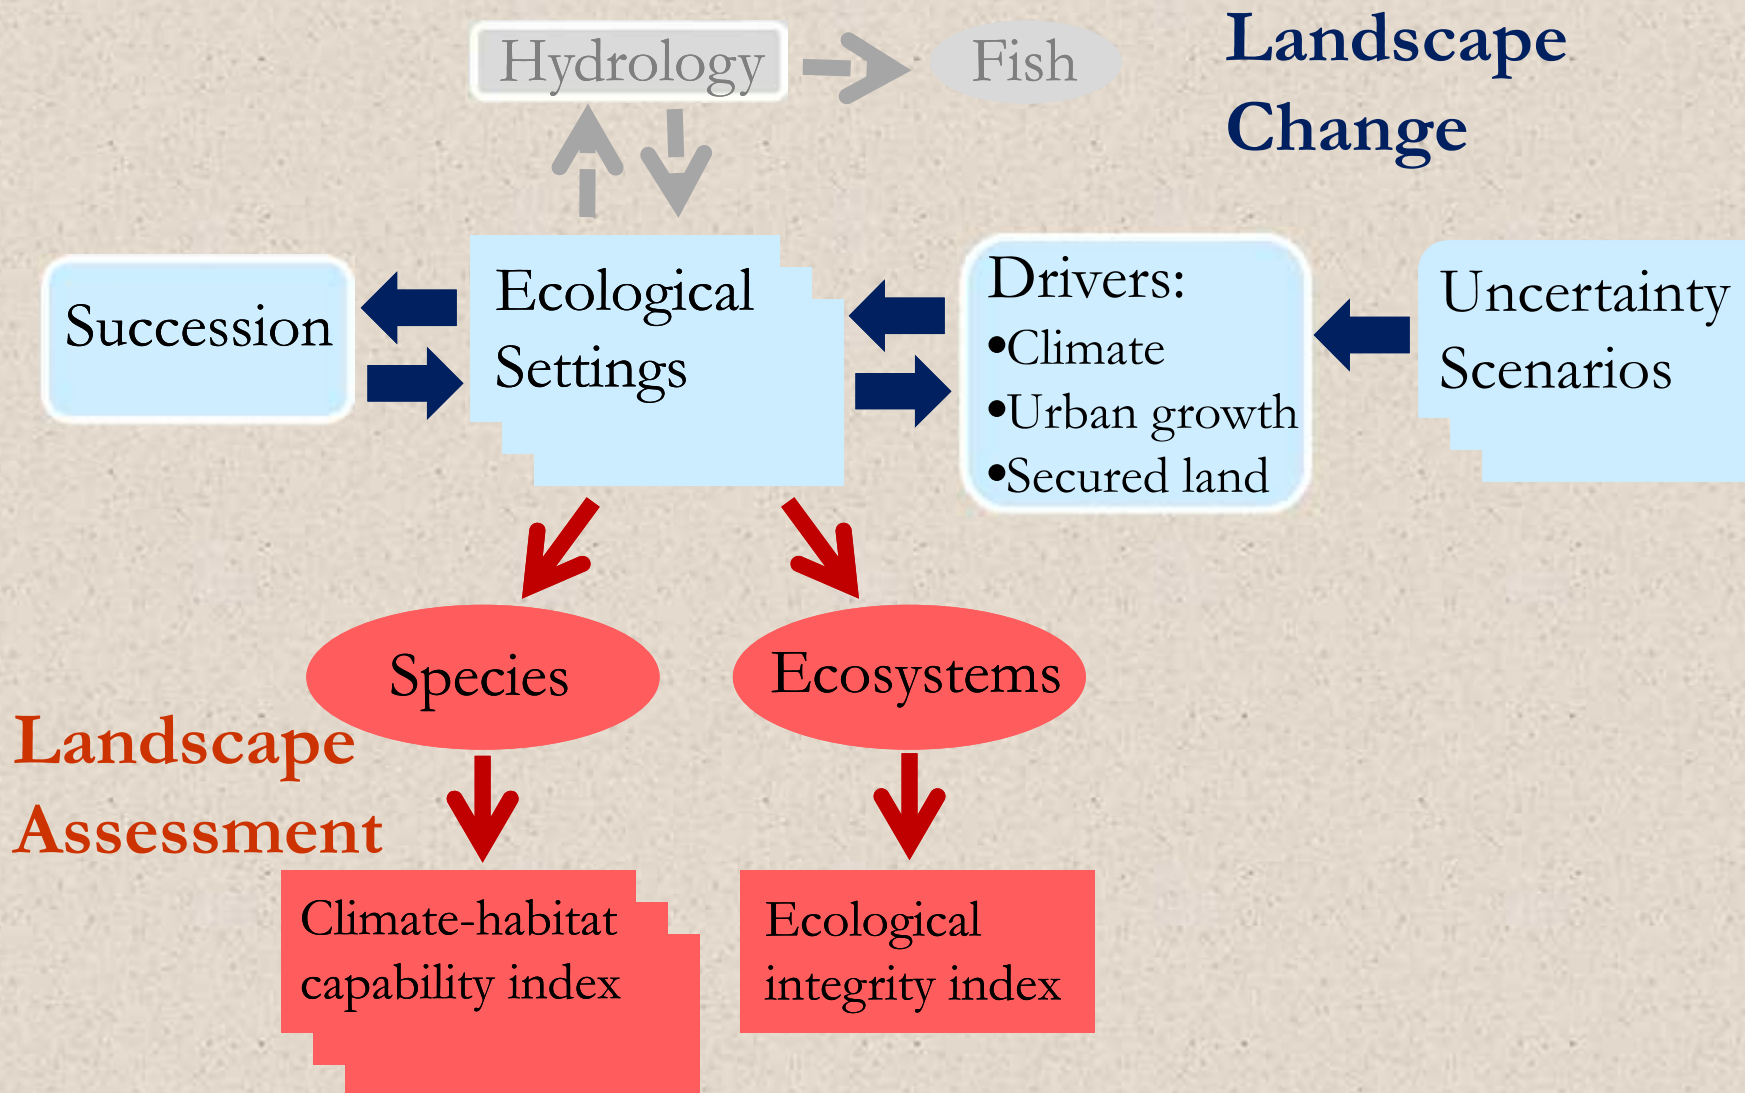 Hydrology
Fish
Landscape
Change
Succession
Ecological
Settings
Drivers:
•Climate
•Urban growth
•Secured land
Uncertainty
Scenarios
Species
Ecosystems
Landscape
Assessment
Climate-habitat
capability index
Ecological
integrity index